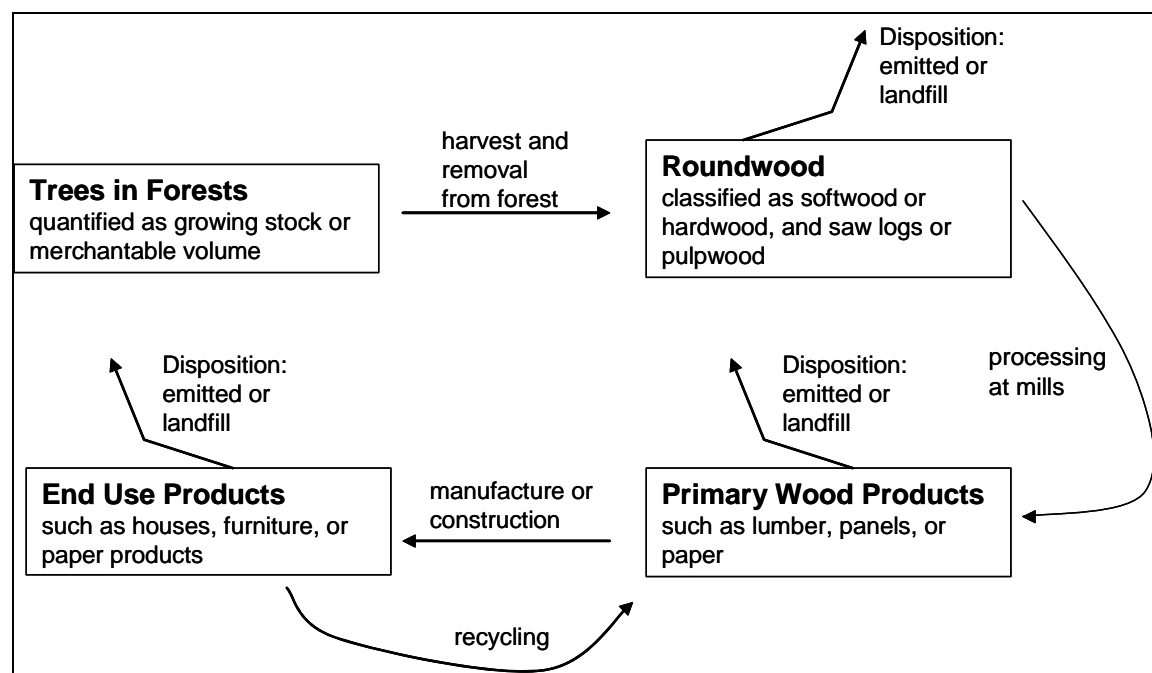 Disposition:
emitted or
landfill
harvest and
removal
from forest
Trees in Forests
quantified as growing stock or
merchantable volume
Roundwood
classified as softwood or
hardwood, and saw logs or
pulpwood
processing
at mills
Disposition:
emitted or
landfill
Disposition:
emitted or
landfill
End Use Products
such as houses, furniture, or
paper products
manufacture or
construction
Primary Wood Products
such as lumber, panels, or
paper
recycling